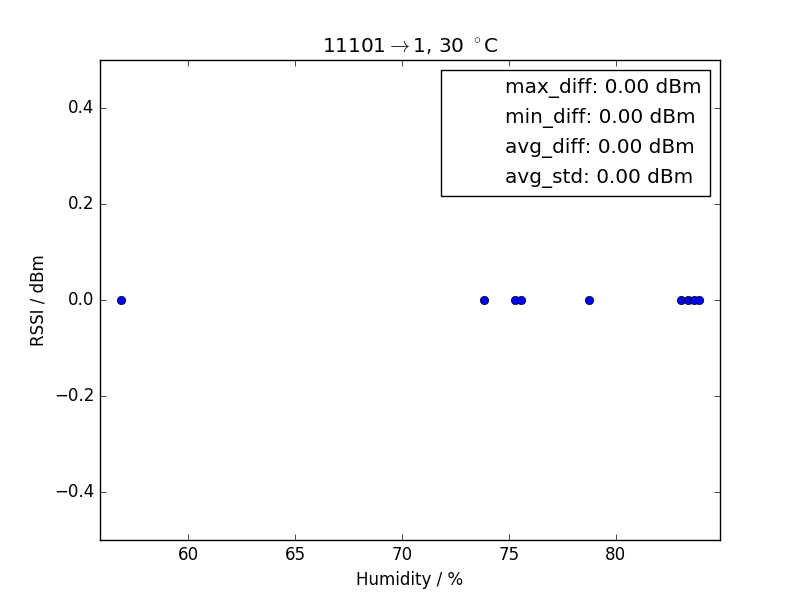 11101→1, 30 °C
max_diff: 0.00 dBm
min_diff: 0.00 dBm
avg_diff: 0.00 dBm
avg_std: 0.00 dBm
RSSI / dBm
0.4
0.2
0.0
−0.2
−0.4
60 65 70 75 80
Humidity / %